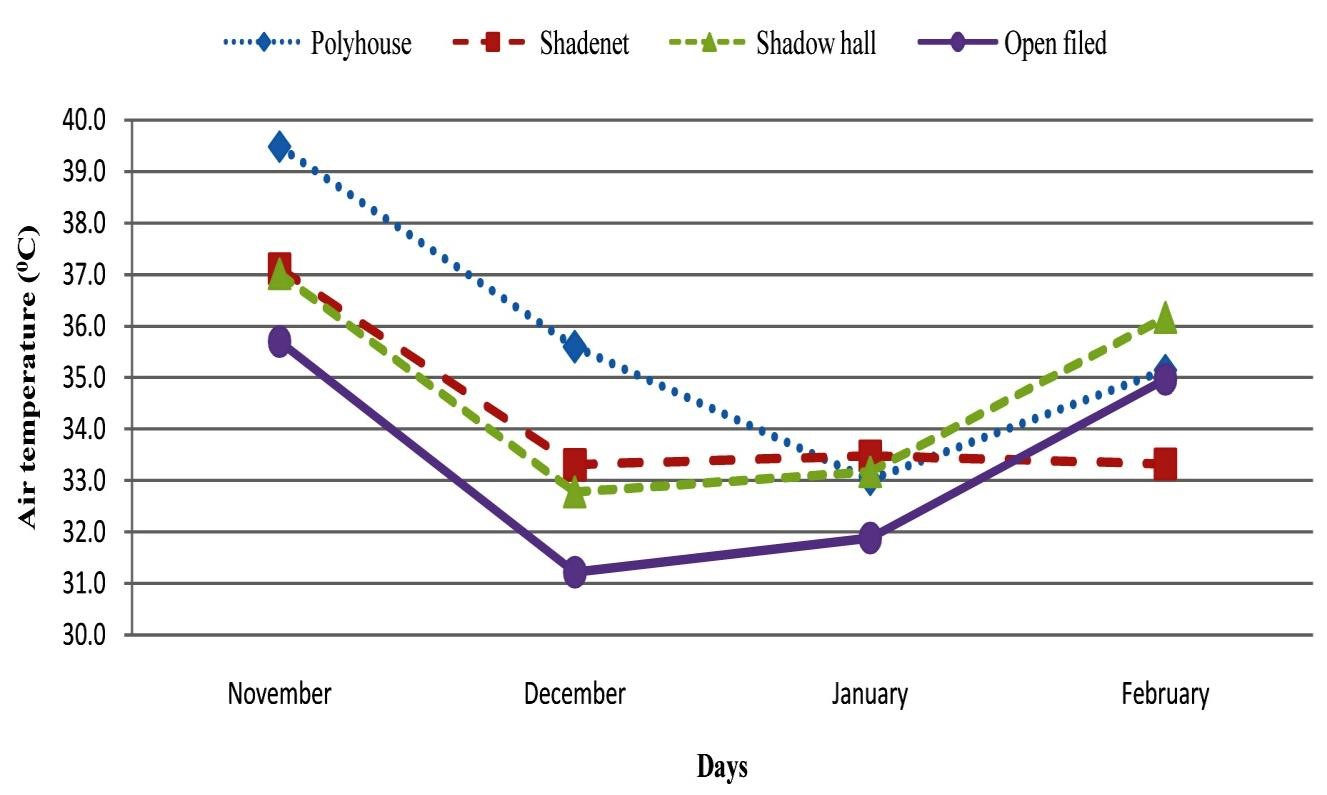 Polyhouse Shadenet Shadow hall Open filed
40.0
39.0
38.0
37.0
36.0
35.0
34.0
33.0
32.0
31.0
30.0
Air temperature (⁰C)
November December January February
Days